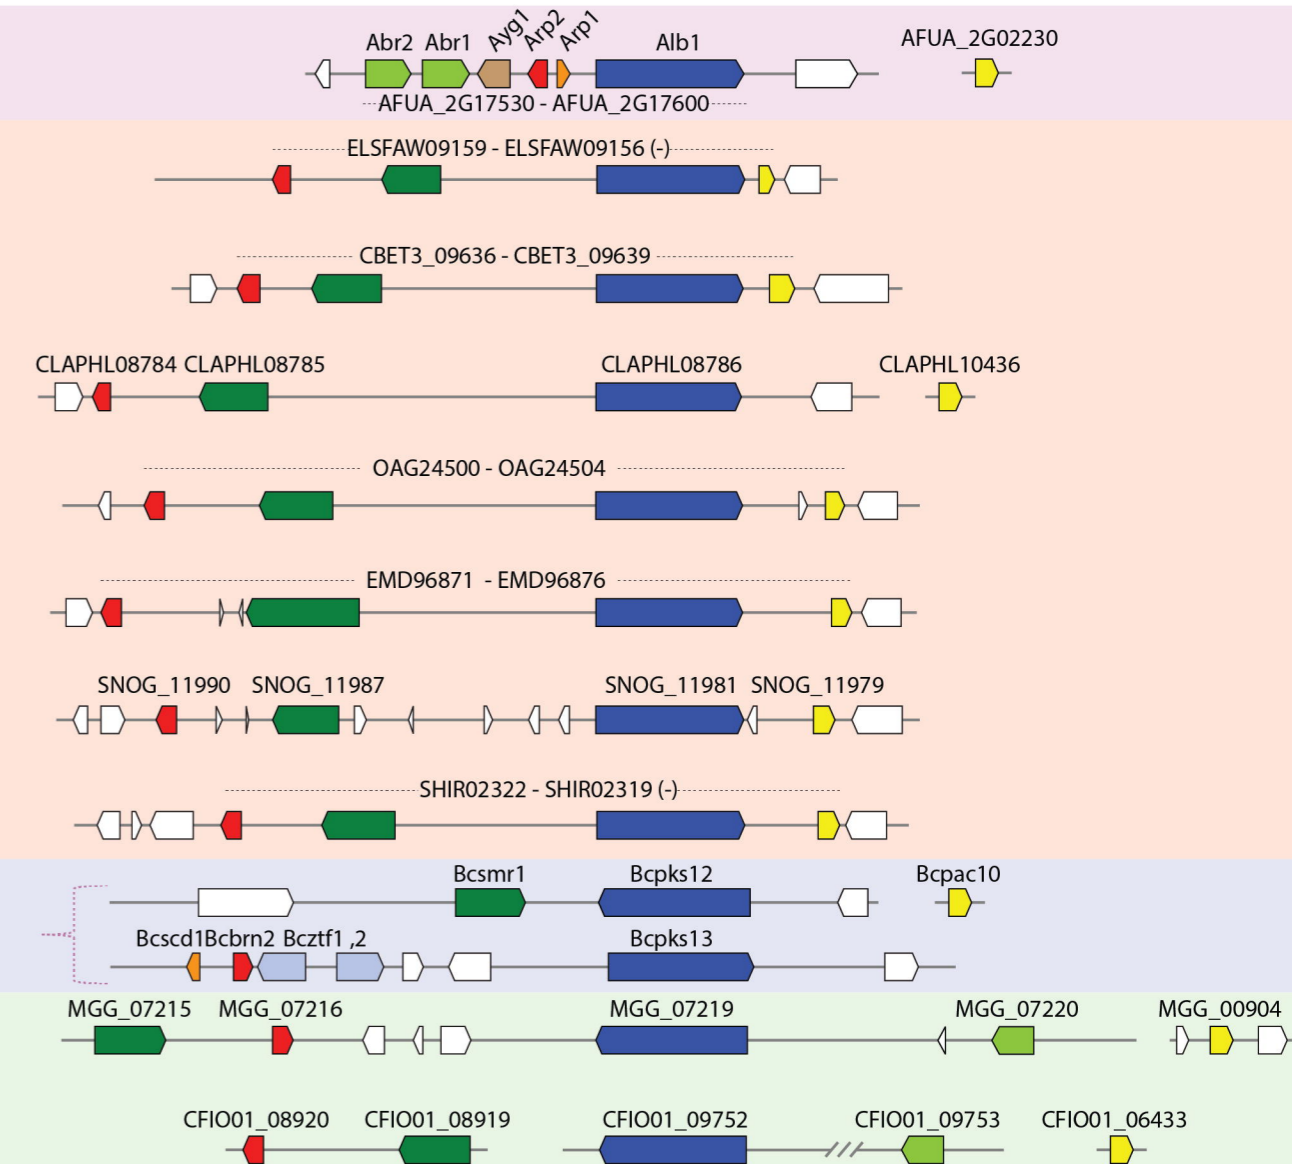 Abr2 Abr1 Ayg1 Arp2 Arp1 Alb1 AFUA_2G02230
AFUA_2G17530 - AFUA_2G17600
ELSFAW09159 - ELSFAW09156 (-)
CBET3_09636 - CBET3_09639
CLAPHL08784 CLAPHL08785 CLAPHL08786 CLAPHL10436
OAG24500 - OAG24504
EMD96871 - EMD96876
SNOG_11990 SNOG_11987 SNOG_11981 SNOG_11979
SHIR02322 - SHIR02319 (-)
Bcsmr1 Bcpks12 Bcpac10
Bcscd1 Bcbrn2 Bcztf1 ,2 Bcpks13
MGG_07215 MGG_07216 MGG_07219 MGG_07220 MGG_00904
CFIO01_08920 CFIO01_08919 CFIO01_09752 CFIO01_09753 CFIO01_06433